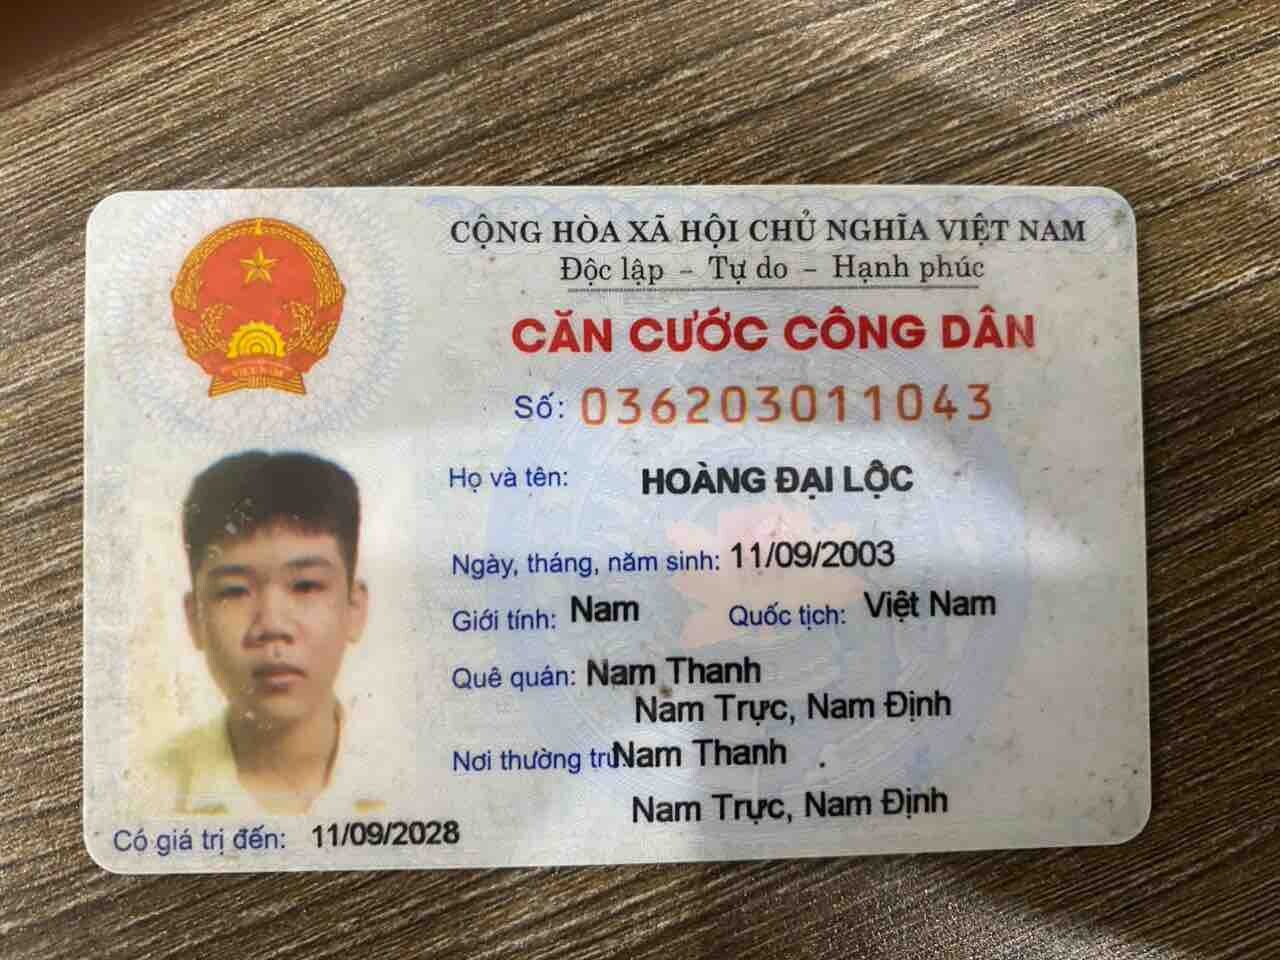 CỘNG HÒA XÃ HỘI CHỦ NGHĨA VIỆT NAM
Độc lập - Tự do - Hạnh phúc
CĂN CƯỚC CÔNG DÂN
Số: 036203011043
Họ và tên: HOÀNG ĐẠI LỘC
Ngày, tháng, năm sinh: 11/09/2003
Giới tính: Nam Quốc tịch: Việt Nam
Quê quán: Nam Thanh
Nam Trực, Nam Định
Nơi thường trú Nam Thanh
Nam Trực, Nam Định
Có giá trị đến: 11/09/2028
VIỆT NAM